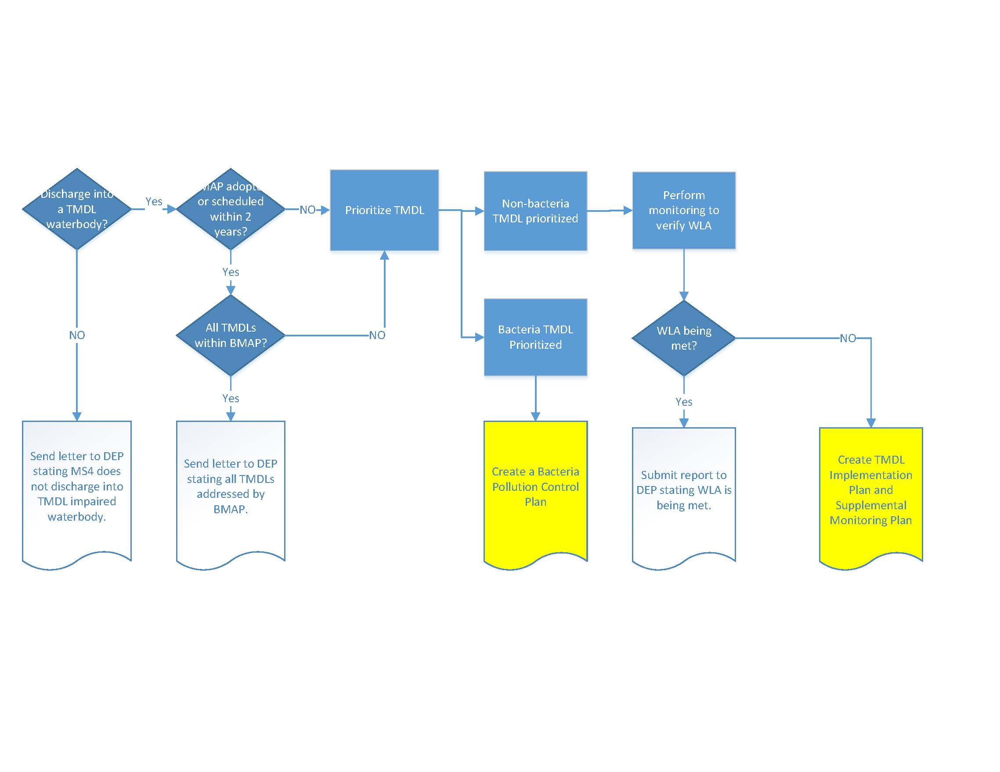 Discharge into
a TMDL
waterbody?
Yes
MAP adopt
or scheduled
within 2
years?
NO
Prioritize TMDL
Non-bacteria
TMDL prioritized
Perform
monitoring to
verify WLA
Yes
NO
All TMDLs
within BMAP?
NO
Bacteria TMDL
Prioritized
WLA being
met?
NO
Yes
Yes
Send letter to DEP
stating MS4 does
not discharge into
TMDL impaired
waterbody.
Send letter to DEP
stating all TMDLs
addressed by
BMAP.
Create a Bacteria
Pollution Control
Plan
Submit report to
DEP stating WLA is
being met.
Create TMDL
Implementation
Plan and
Supplemental
Monitoring Plan